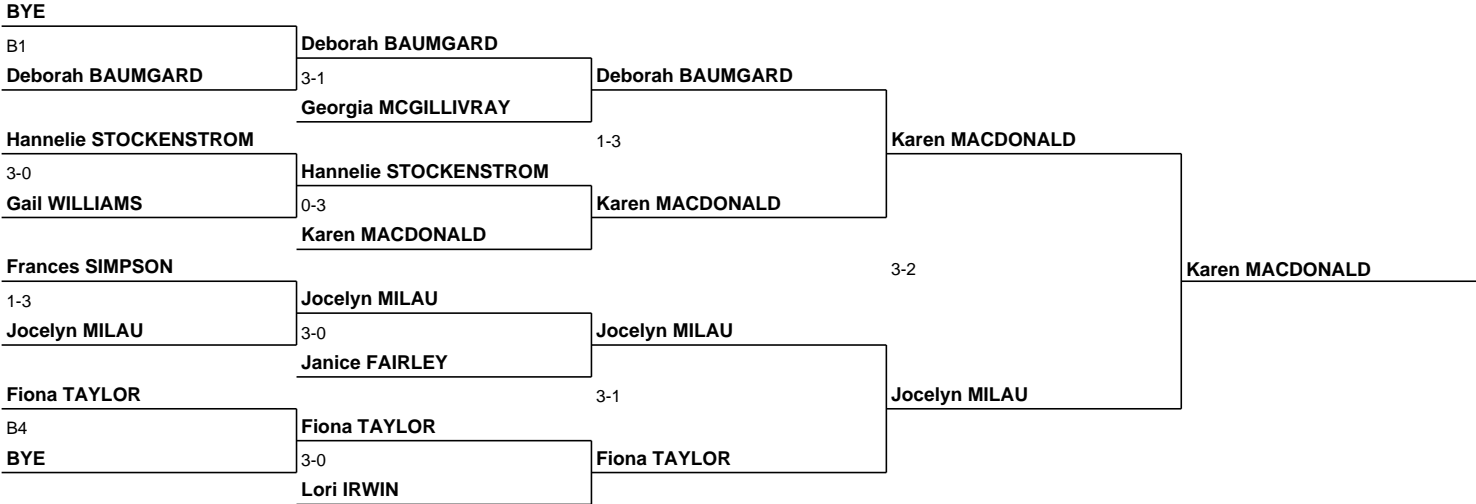 BYE
B1
Deborah BAUMGARD
Deborah BAUMGARD
3-1
Georgia MCGILLIVRAY
Deborah BAUMGARD
Hannelie STOCKENSTROM
3-0
Gail WILLIAMS
Hannelie STOCKENSTROM
0-3
Karen MACDONALD
1-3
Karen MACDONALD
Karen MACDONALD
Frances SIMPSON
1-3
Jocelyn MILAU
Jocelyn MILAU
3-0
Janice FAIRLEY
Jocelyn MILAU
Fiona TAYLOR
B4
BYE
Fiona TAYLOR
3-0
Lori IRWIN
3-1
Fiona TAYLOR
Jocelyn MILAU
3-2
Karen MACDONALD